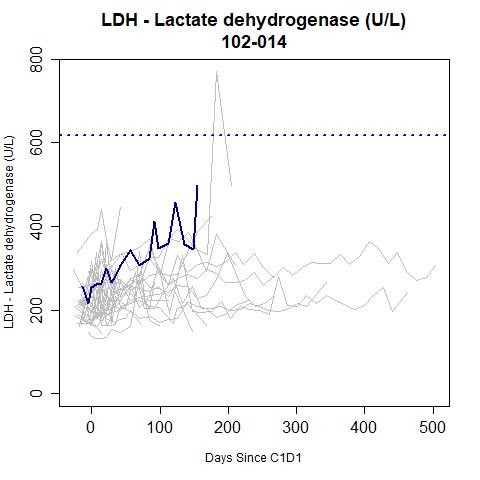 LDH - Lactate dehydrogenase (U/L)
102-014
LDH - Lactate dehydrogenase (U/L)
800
600
400
200
0
0 100 200 300 400 500
Days Since C1D1